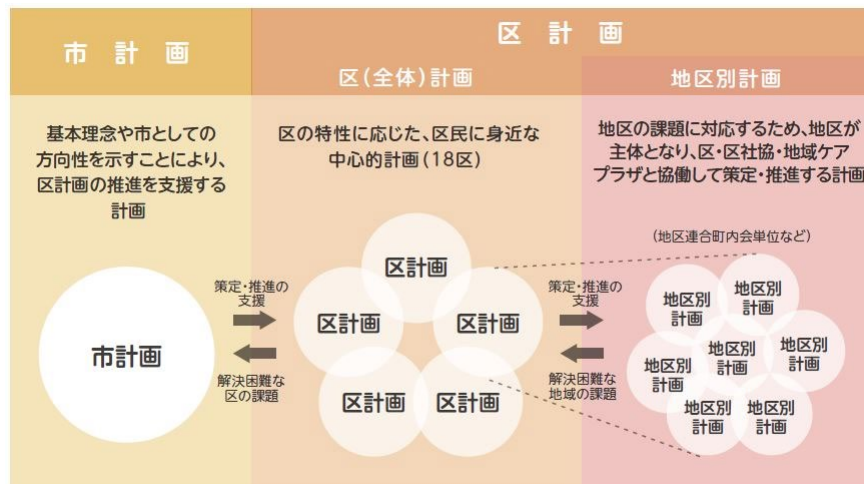 市計画
区計画
区(全体)計画
地区別計画
基本理念や市としての
方向性を示すことにより、
区計画の推進を支援する
計画
区の特性に応じた、区民に身近な
中心的計画(18区)
地区の課題に対応するため、地区が
主体となり、区・区社協・地域ケア
プラザと協働して策定・推進する計画
(地区連合町内会単位など)
市計画
策定・推進の
支援
解決困難な
区の課題
区計画
区計画
区計画
区計画
区計画
策定・推進の
支援
解決困難な
地域の課題
地区別
計画
地区別
計画
地区別
計画
地区別
計画
地区別
計画
地区別
計画
地区別
計画